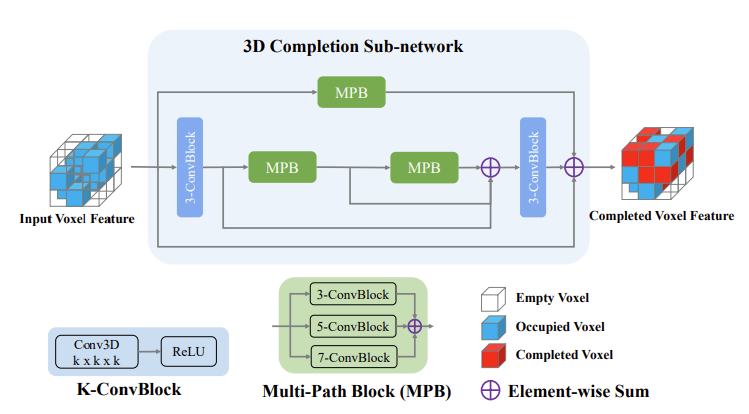 3D Completion Sub-network
MPB
3-ConvBlock
MPB
MPB
3-ConvBlock
Input Voxel Feature
Completed Voxel Feature
Conv3D
k x k x k
ReLU
K-ConvBlock
3-ConvBlock
5-ConvBlock
7-ConvBlock
Multi-Path Block (MPB)
Empty Voxel
Occupied Voxel
Completed Voxel
Element-wise Sum